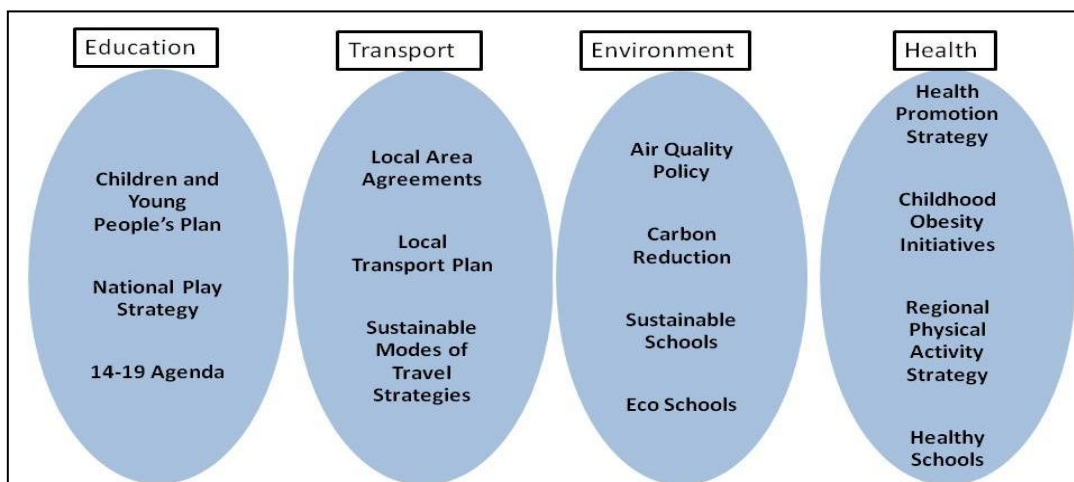 Education
Children and
Young
People’s Plan
National Play
Strategy
14-19 Agenda
Transport
Local Area
Agreements
Local
Transport Plan
Sustainable
Modes of
Travel
Strategies
Environment
Air Quality
Policy
Carbon
Reduction
Sustainable
Schools
Eco Schools
Health
Health
Promotion
Strategy
Childhood
Obesity
Initiatives
Regional
Physical
Activity
Strategy
Healthy
Schools